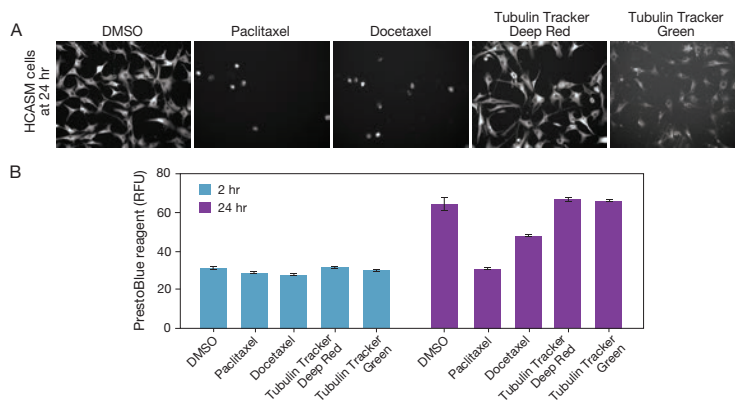 A
DMSO
Paclitaxel
Docetaxel
Tubulin Tracker
Deep Red
Tubulin Tracker
Green
HCASM cells
at 24 hr
B
PrestoBlue reagent (RFU)
80
60
40
20
0
2 hr
24 hr
DMSO
Paclitaxel
Docetaxel
Tubulin Tracker
Deep Red
Tubulin Tracker
Green
DMSO
Paclitaxel
Docetaxel
Tubulin Tracker
Deep Red
Tubulin Tracker
Green